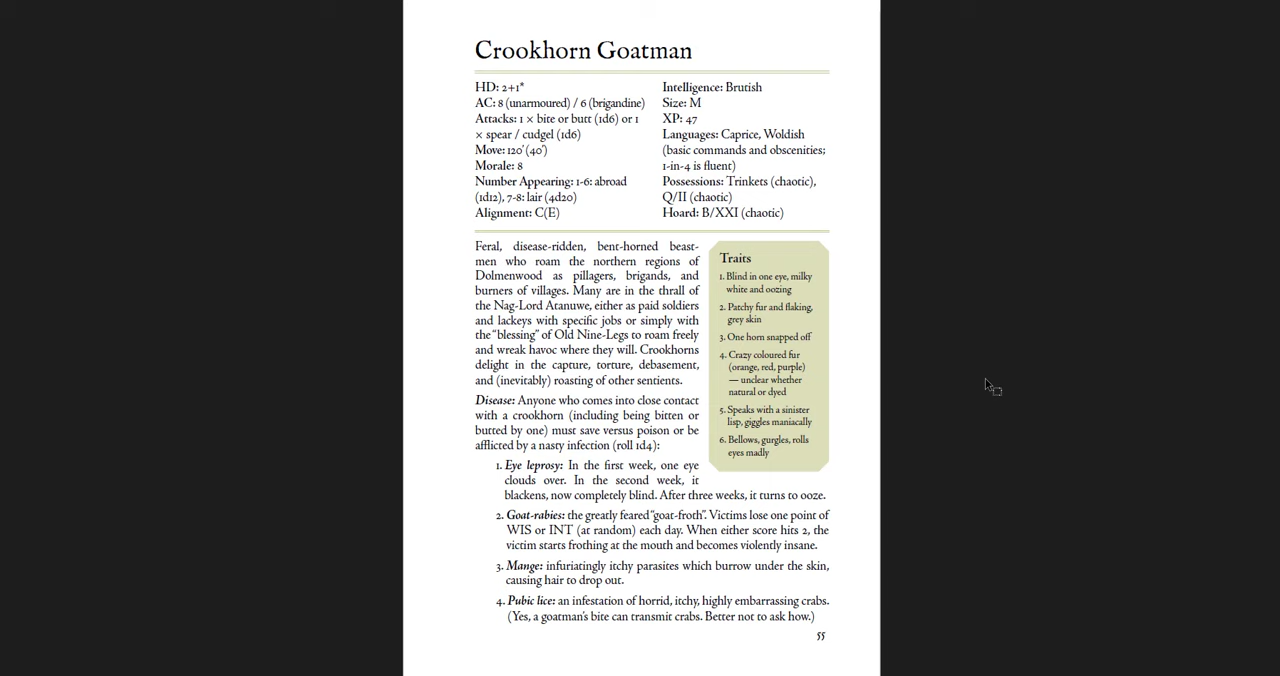 Crookhorn Goatman
HD: 2+1*
AC: 8 (unarmoured) / 6 (brigandine)
Attacks: 1 × bite or butt (1d6) or 1
× spear / cudgel (1d6)
Move: 120′ (40′)
Morale: 8
Number Appearing: 1-6: abroad
(1d12), 7-8: lair (4d20)
Alignment: C(E)
Intelligence: Brutish
Size: M
XP: 47
Languages: Caprice, Woldish
(basic commands and obscenities;
1-in-4 is fluent)
Possessions: Trinkets (chaotic),
Q/II (chaotic)
Hoard: B/XXI (chaotic)
Feral, disease-ridden, bent-horned beast-
men who roam the northern regions of
Dolmenwood as pillagers, brigands, and
burners of villages. Many are in the thrall of
the Nag-Lord Atanuwe, either as paid soldiers
and lackeys with specific jobs or simply with
the “blessing” of Old Nine-Legs to roam freely
and wreak havoc where they will. Crookhorns
delight in the capture, torture, debasement,
and (inevitably) roasting of other sentients.
Disease: Anyone who comes into close contact
with a crookhorn (including being bitten or
butted by one) must save versus poison or be
afflicted by a nasty infection (roll 1d4):
1. Eye leprosy: In the first week, one eye
clouds over. In the second week, it
blackens, now completely blind. After three weeks, it turns to ooze.
2. Goat-rabies: the greatly feared “goat-froth”. Victims lose one point of
WIS or INT (at random) each day. When either score hits 2, the
victim starts frothing at the mouth and becomes violently insane.
3. Mange: infuriatingly itchy parasites which burrow under the skin,
causing hair to drop out.
4. Pubic lice: an infestation of horrid, itchy, highly embarrassing crabs.
(Yes, a goatman’s bite can transmit crabs. Better not to ask how.)
Traits
1. Blind in one eye, milky
white and oozing
2. Patchy fur and flaking,
grey skin
3. One horn snapped off
4. Crazy coloured fur
(orange, red, purple)
— unclear whether
natural or dyed
5. Speaks with a sinister
lisp, giggles maniacally
6. Bellows, gurgles, rolls
eyes madly
55